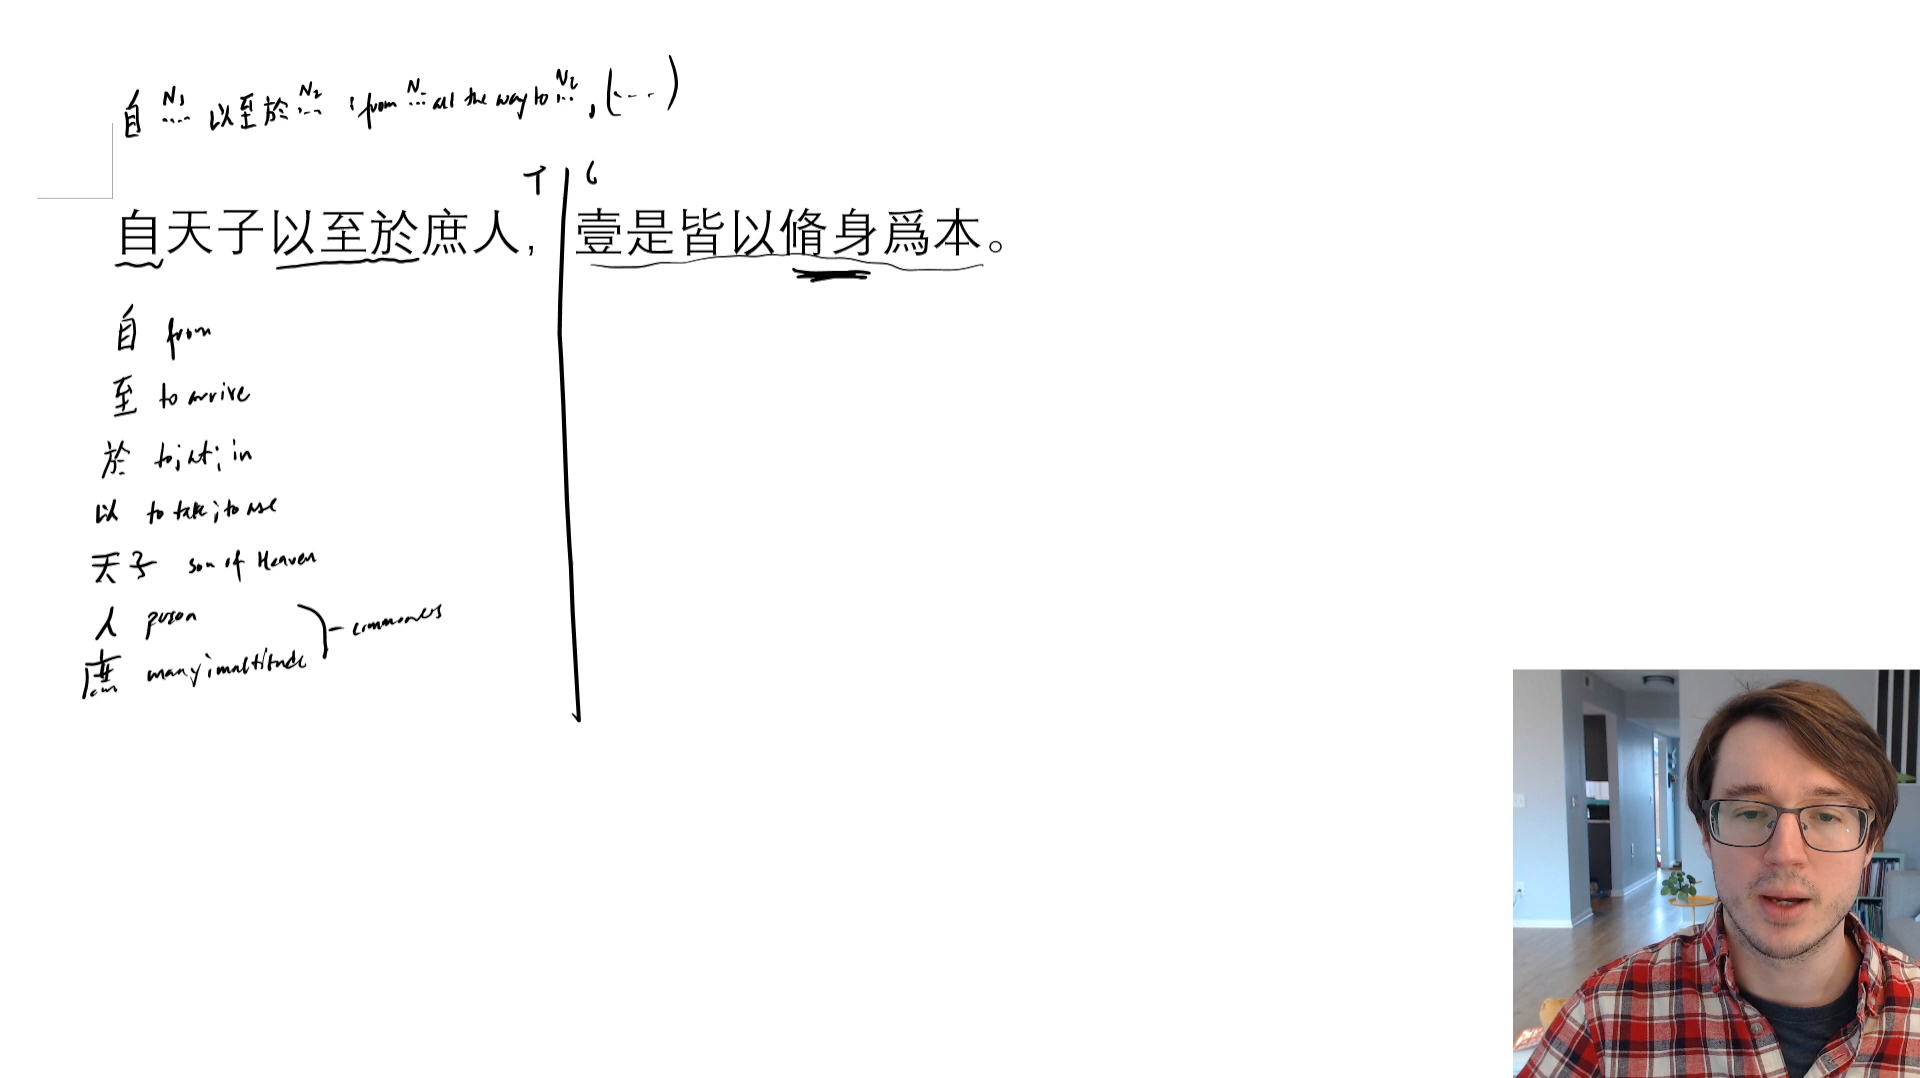 自 N1 .... 以至於 N2 ... : from N ... all the way to N2 ... , (....)
T C
自天子以至於庶人，壹是皆以脩身爲本。
自 from
至 to arrive
於 to; at; in
以 to take; to use
天子 son of Heaven
人 person
庶 many; multitude
commoners